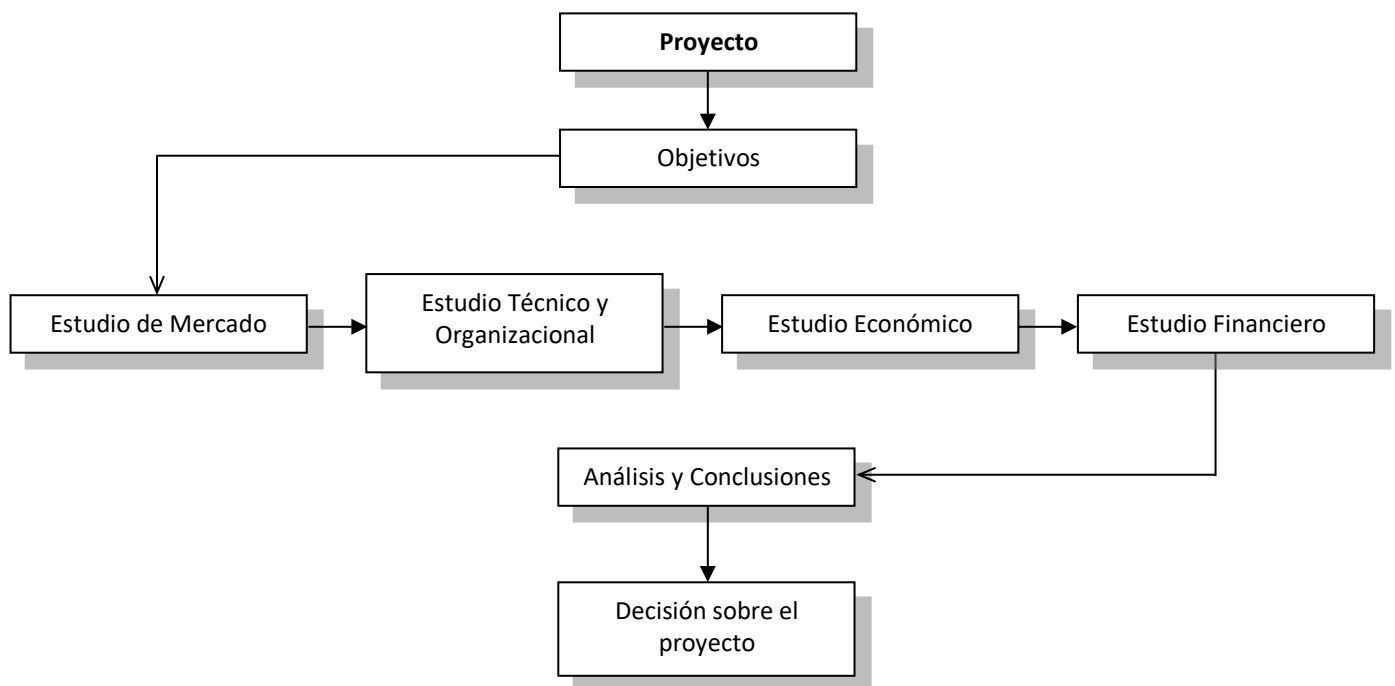 Proyecto
Objetivos
Estudio de Mercado
Estudio Técnico y
Organizacional
Estudio Económico
Estudio Financiero
Análisis y Conclusiones
Decisión sobre el
proyecto